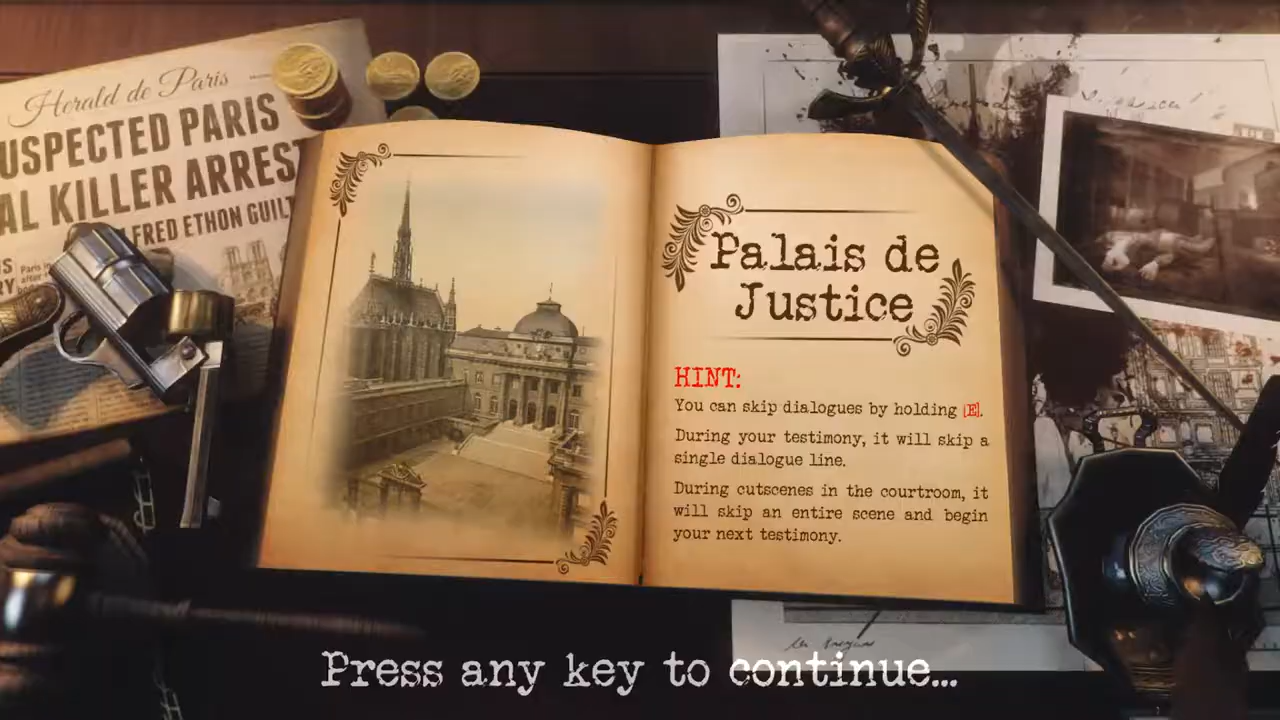 Herald de Paris
USPECTED PARIS
AL KILLER ARREST
LFRED ETHON GUILT
Palais de
Justice
HINT:
You can skip dialogues by holding [E].
During your testimony, it will skip a
single dialogue line.
During cutscenes in the courtroom, it
will skip an entire scene and begin
your next testimony.
Press any key to continue...